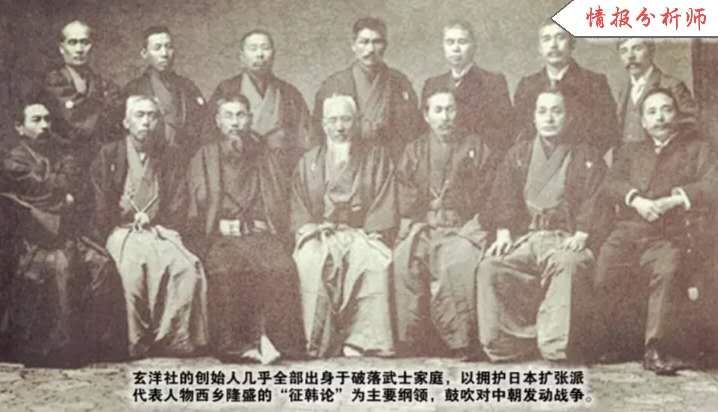 情报分析师
玄洋社的创始人几乎全部出身于破落武士家庭，以拥护日本扩张派
代表人物西乡隆盛的“征韩论”为主要纲领，鼓吹对中朝发动战争。